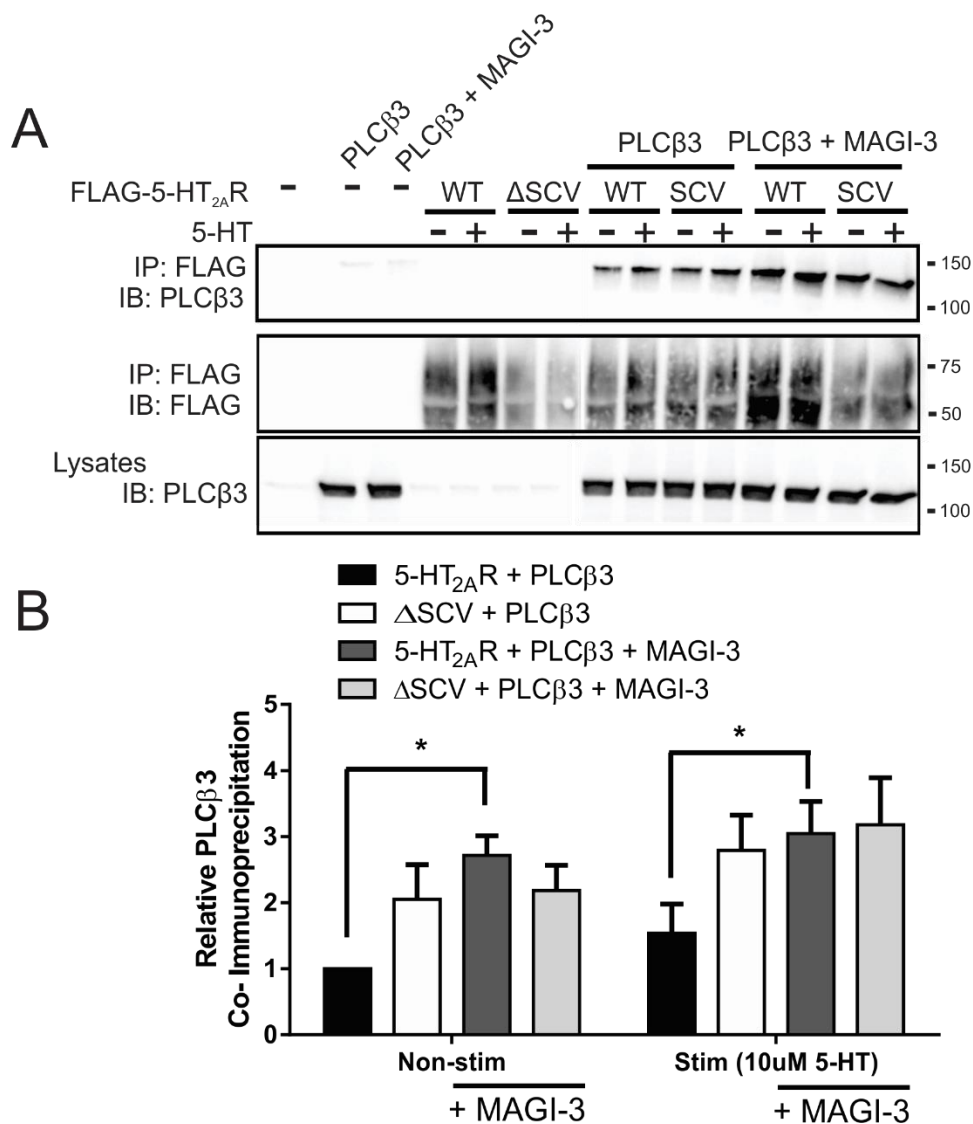 A
PLCβ3
PLCβ3 + MAGI-3
PLCβ3 PLCβ3 + MAGI-3
FLAG-5-HT2AR - - - WT ΔSCV WT SCV WT SCV
5-HT - + - + - + - + - + - +
IP: FLAG
IB: PLCβ3
- 150
- 100
IP: FLAG
IB: FLAG
- 75
- 50
Lysates
IB: PLCβ3
- 150
- 100
B
5-HT2AR + PLCβ3
ΔSCV + PLCβ3
5-HT2AR + PLCβ3 + MAGI-3
ΔSCV + PLCβ3 + MAGI-3
Relative PLCβ3
Co- Immunoprecipitation
5
4
3
2
1
0
* *
Non-stim Stim (10uM 5-HT)
+ MAGI-3 + MAGI-3